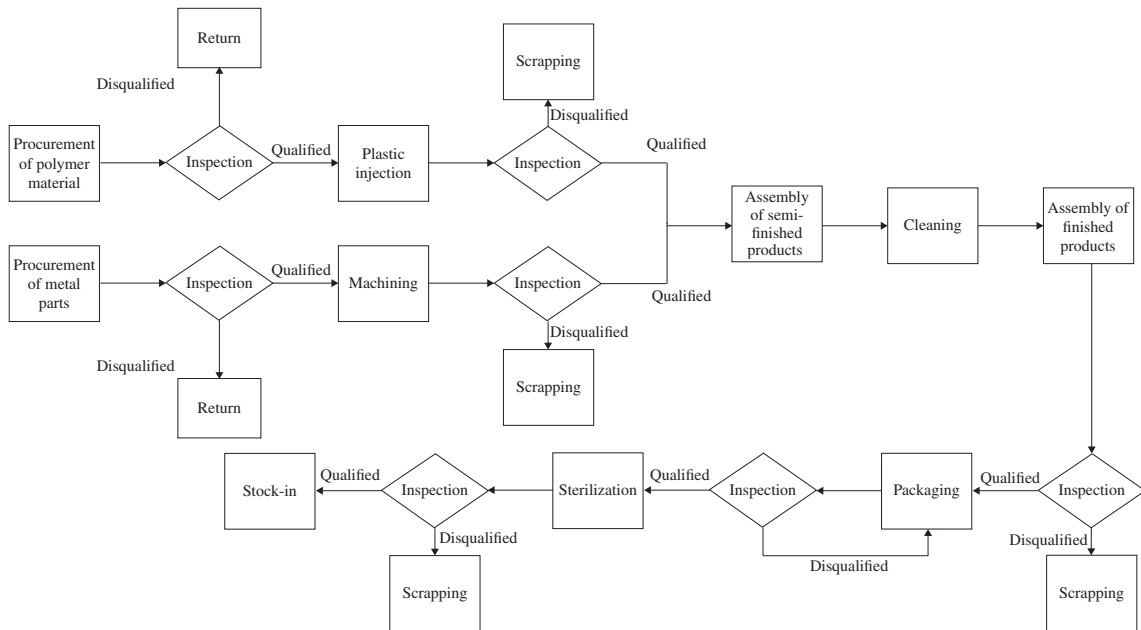 Return
Disqualified
Scrapping
Disqualified
Procurement
of polymer
material
Inspection
Qualified
Plastic
injection
Inspection
Qualified
Assembly
of semi-
finished
products
Cleaning
Assembly of
finished
products
Procurement
of metal
parts
Inspection
Qualified
Machining
Inspection
Qualified
Disqualified
Return
Disqualified
Scrapping
Stock-in
Qualified
Inspection
Sterilization
Qualified
Inspection
Packaging
Qualified
Inspection
Disqualified
Scrapping
Disqualified
Disqualified
Scrapping